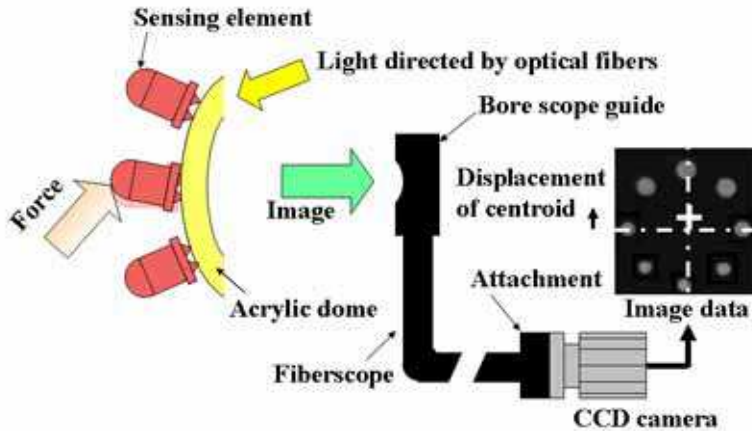 Sensing element
Light directed by optical fibers
Bore scope guide
Force
Image
Displacement
of centroid
Acrylic dome
Attachment
Image data
Fiberscope
CCD camera